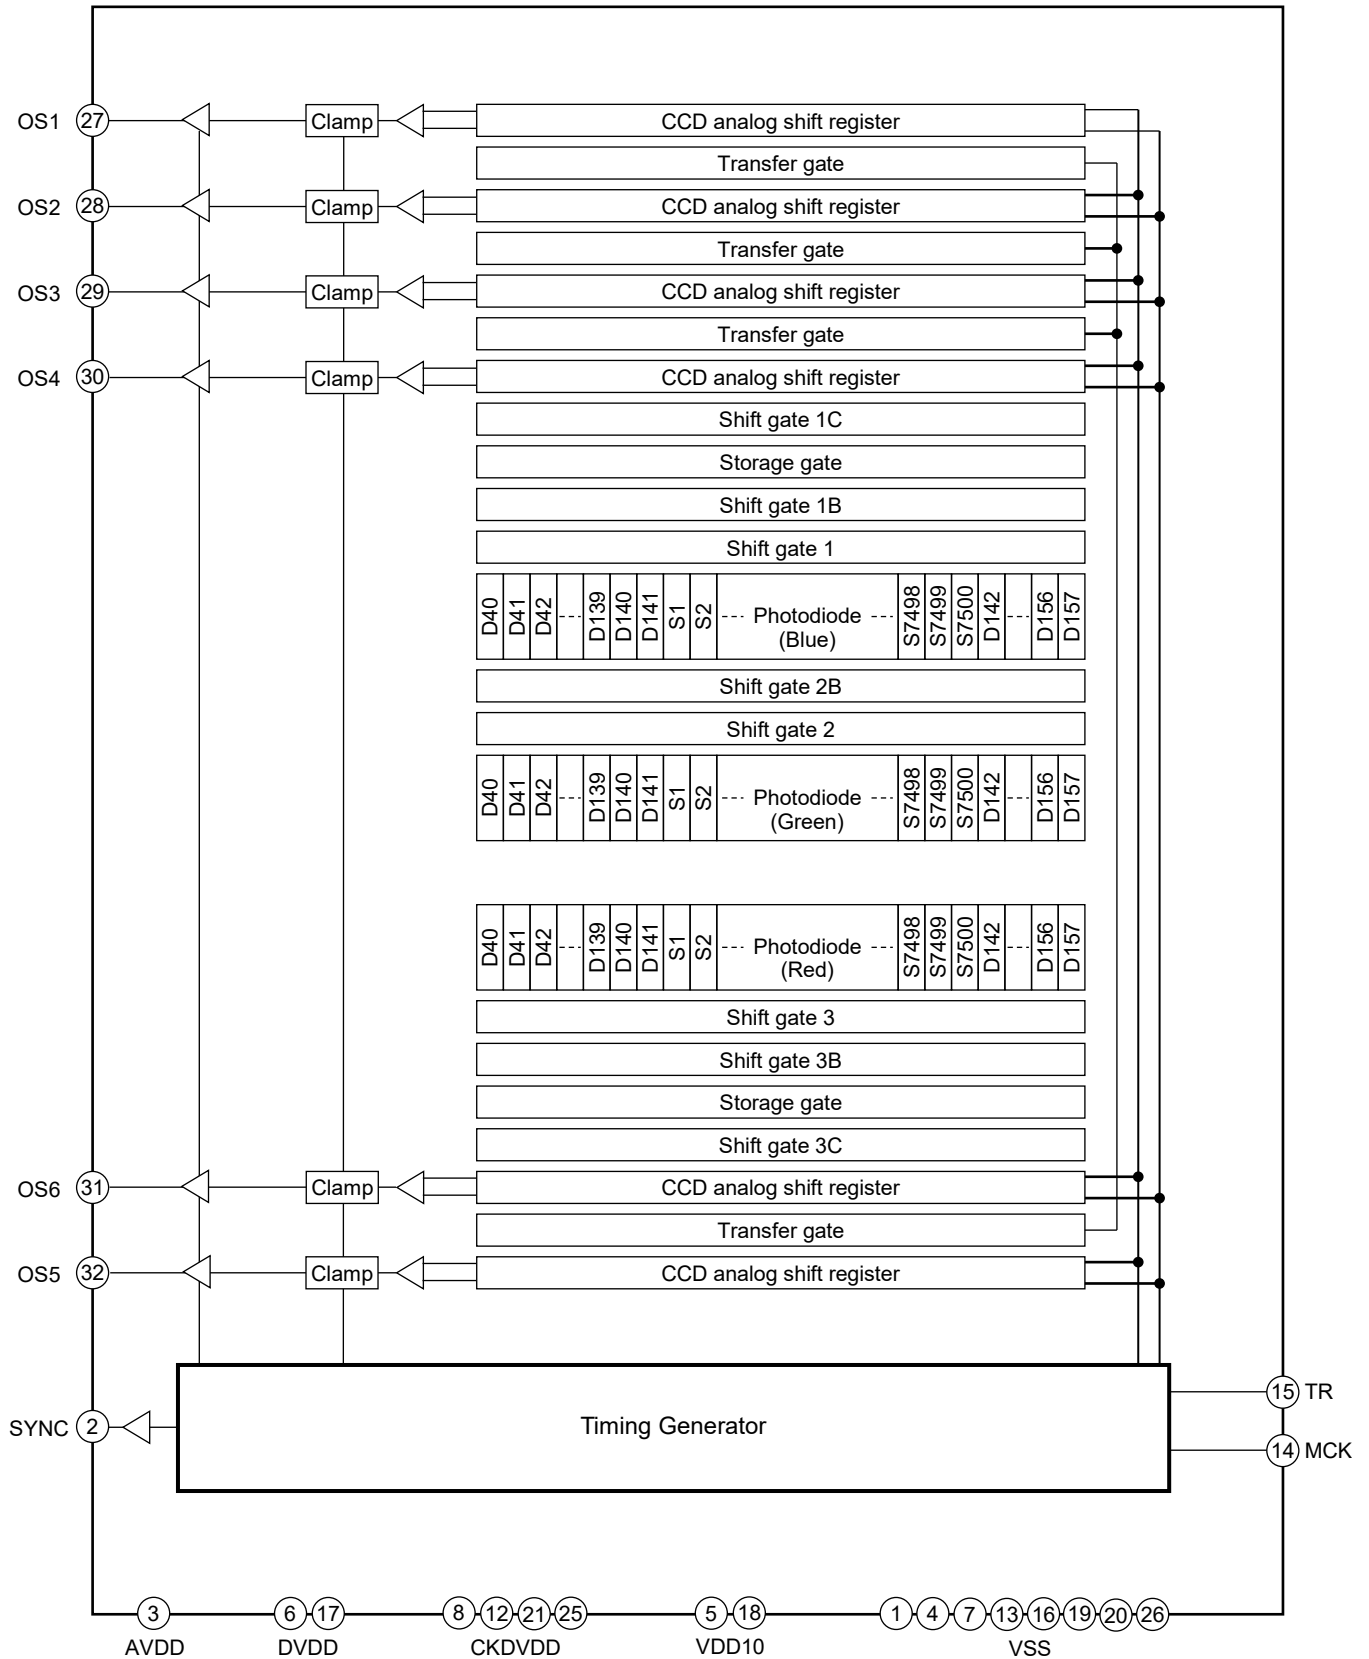 OS1 27 Clamp CCD analog shift register
Transfer gate
OS2 28 Clamp CCD analog shift register
Transfer gate
OS3 29 Clamp CCD analog shift register
Transfer gate
OS4 30 Clamp CCD analog shift register
Shift gate 1C
Storage gate
Shift gate 1B
Shift gate 1
D40 D41 D42 --- D139 D140 D141 S1 S2 --- Photodiode --- S7498 S7499 S7500 D142 --- D156 D157
(Blue)
Shift gate 2B
Shift gate 2
D40 D41 D42 --- D139 D140 D141 S1 S2 --- Photodiode --- S7498 S7499 S7500 D142 --- D156 D157
(Green)
D40 D41 D42 --- D139 D140 D141 S1 S2 --- Photodiode --- S7498 S7499 S7500 D142 --- D156 D157
(Red)
Shift gate 3
Shift gate 3B
Storage gate
Shift gate 3C
OS6 31 Clamp CCD analog shift register
Transfer gate
OS5 32 Clamp CCD analog shift register
15 TR
SYNC 2 Timing Generator
14 MCK
3 6 17 8 12 21 25 5 18 1 4 7 13 16 19 20 26
AVDD DVDD CKDVDD VDD10 VSS